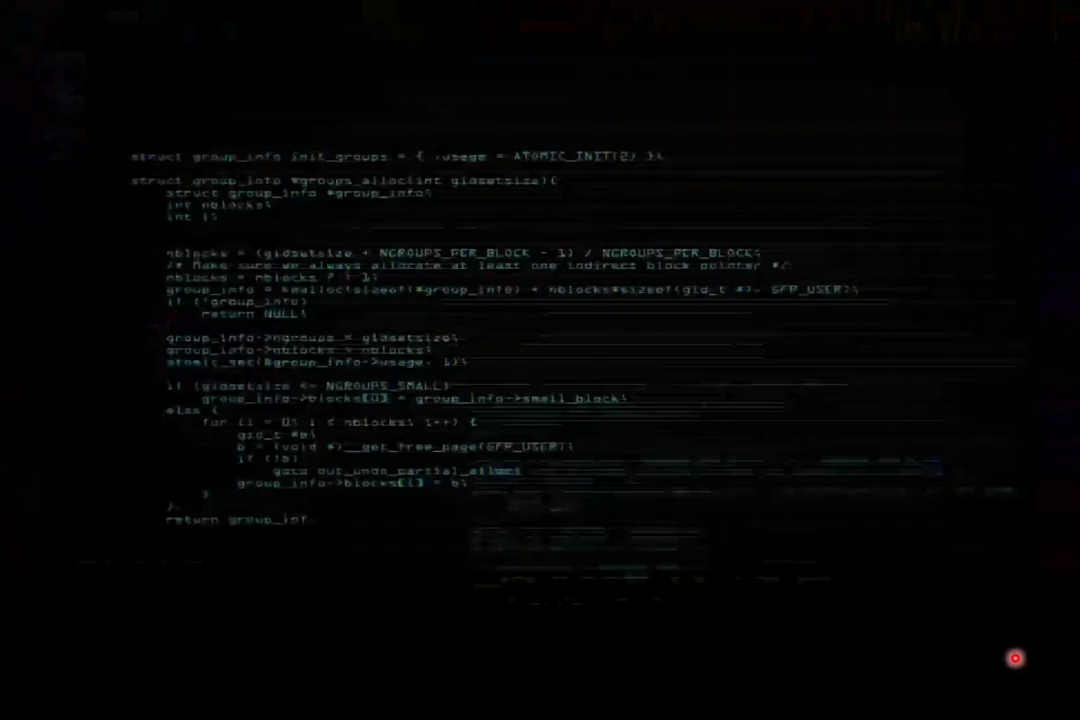 struct group_info init_groups = { .usage = ATOMIC_INIT(2) };
struct group_info *groups_alloc(int gidsetsize){
struct group_info *group_info;
int nblocks;
int i;
nblocks = (gidsetsize + NGROUPS_PER_BLOCK - 1) / NGROUPS_PER_BLOCK;
/* Make sure we always allocate at least one indirect block pointer */
nblocks = nblocks ? : 1;
group_info = kmalloc(sizeof(*group_info) + nblocks*sizeof(gid_t *), GFP_USER);
if (!group_info)
return NULL;
group_info->ngroups = gidsetsize;
group_info->nblocks = nblocks;
atomic_set(&group_info->usage, 1);
if (gidsetsize <= NGROUPS_SMALL)
group_info->blocks[0] = group_info->small_block;
else {
for (i = 0; i < nblocks; i++) {
gid_t *b;
b = (void *)__get_free_page(GFP_USER);
if (!b)
goto out_undo_partial_alloc;
group_info->blocks[i] = b;
}
}
return group_inf